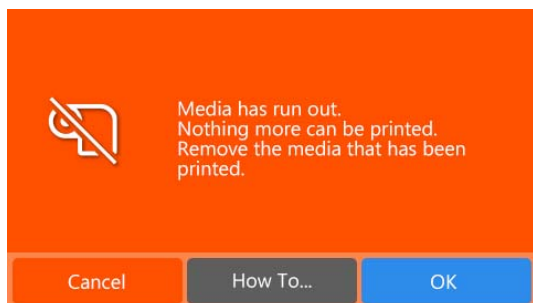 Media has run out.
Nothing more can be printed.
Remove the media that has been
printed.
Cancel
How To...
OK